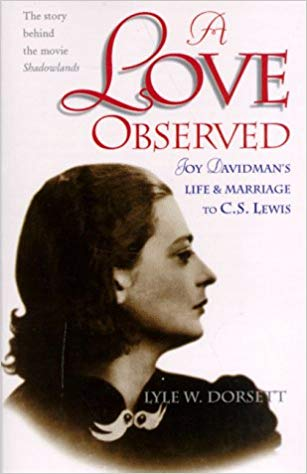 The story
behind
the movie
Shadowlands
A
LOVE
OBSERVED
JOY DAVIDMAN'S
LIFE & MARRIAGE
TO C.S. LEWIS
LYLE W. DORSETT